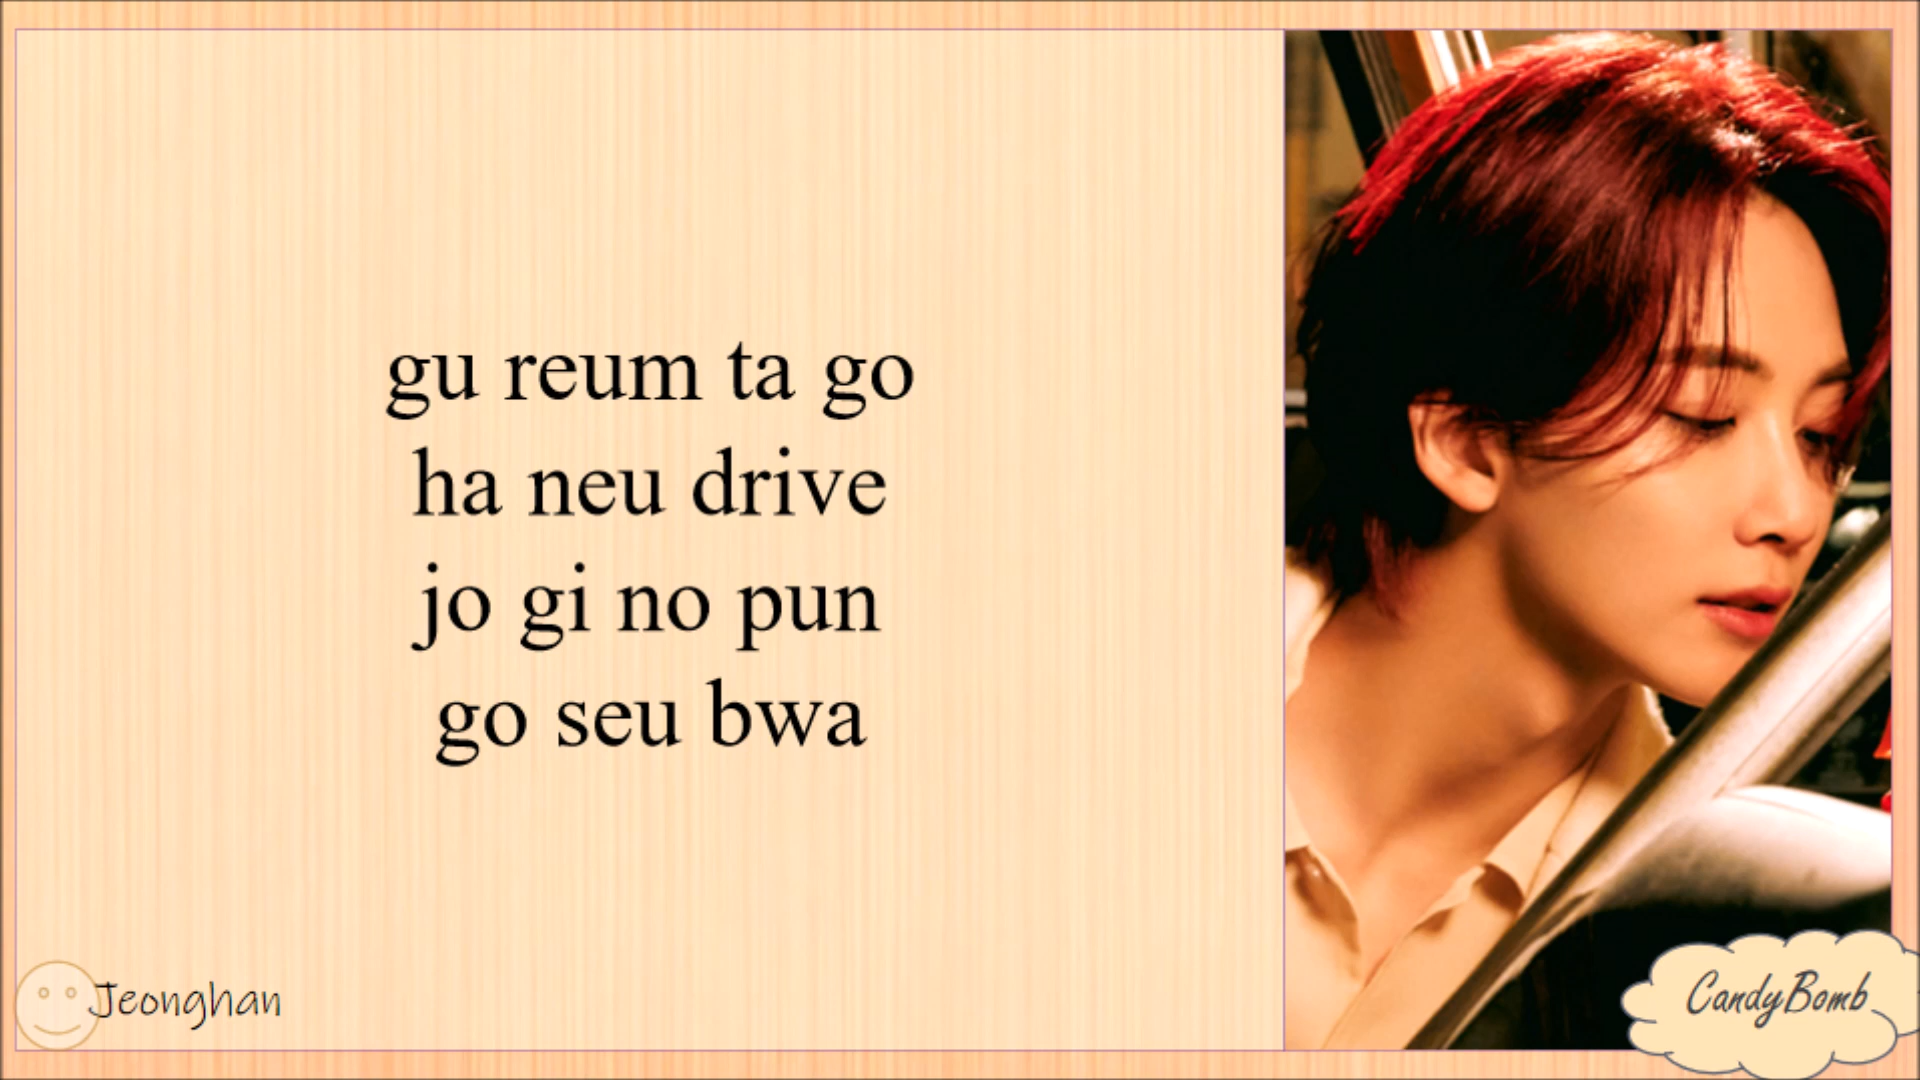 gu reum ta go
ha neu drive
jo gi no pun
go seu bwa
Jeonghan
CandyBomb